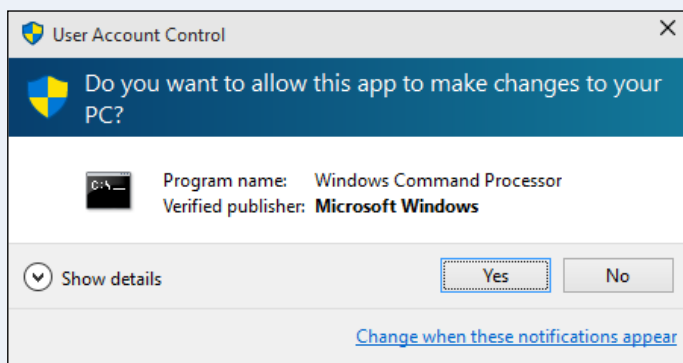 User Account Control
Do you want to allow this app to make changes to your
PC?
C:\_
Program name: Windows Command Processor
Verified publisher: Microsoft Windows
Show details
Yes
No
Change when these notifications appear